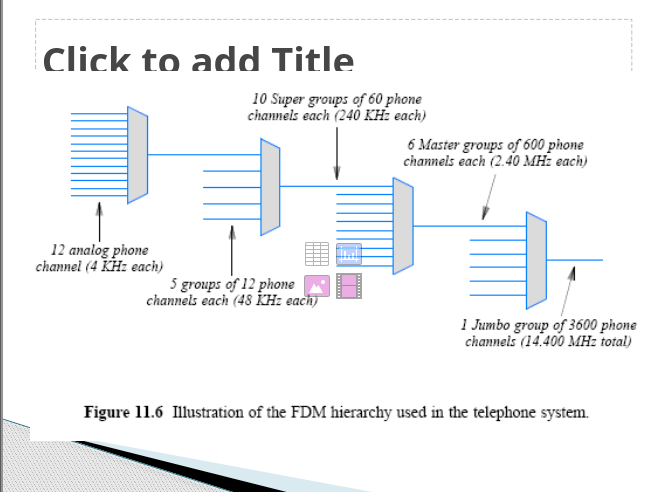 Click to add Title
10 Super groups of 60 phone
channels each (240 KHz each)
6 Master groups of 600 phone
channels each (2.40 MHz each)
12 analog phone
channel (4 KHz each)
5 groups of 12 phone
channels each (48 KHz each)
1 Jumbo group of 3600 phone
channels (14.400 MHz total)
Figure 11.6 Illustration of the FDM hierarchy used in the telephone system.